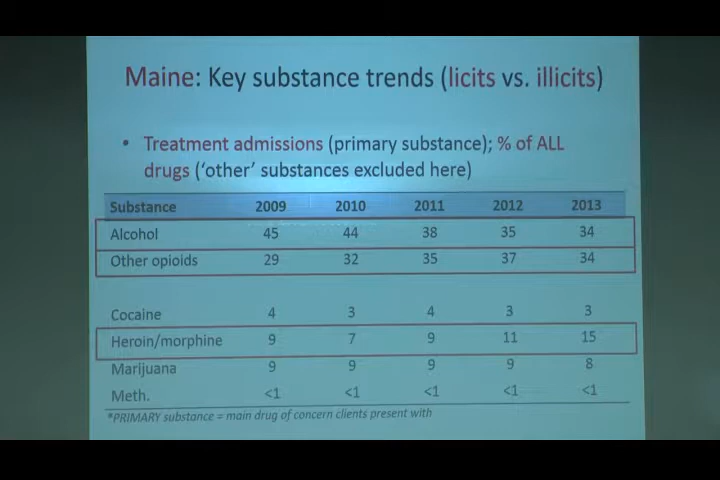 Maine: Key substance trends (licits vs. illicits)
• Treatment admissions (primary substance); % of ALL
drugs ('other' substances excluded here)
Substance 2009 2010 2011 2012 2013
Alcohol 45 44 38 35 34
Other opioids 29 32 35 37 34
Cocaine 4 3 4 3 3
Heroin/morphine 9 7 9 11 15
Marijuana 9 9 9 9 8
Meth. <1 <1 <1 <1 <1
*PRIMARY substance = main drug of concern clients present with